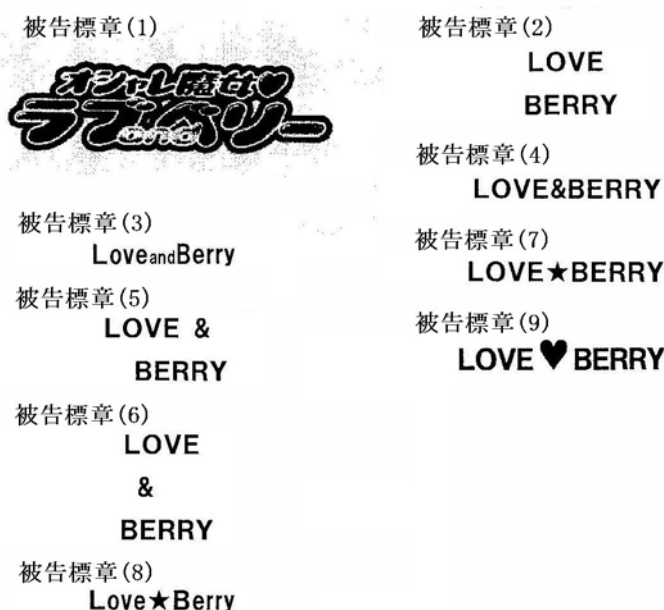 被告標章(1)
オシャレ魔女♥
ラブandベリー
被告標章(2)
LOVE
BERRY
被告標章(3)
LoveandBerry
被告標章(4)
LOVE&BERRY
被告標章(5)
LOVE &
BERRY
被告標章(6)
LOVE
&
BERRY
被告標章(7)
LOVE★BERRY
被告標章(8)
Love★Berry
被告標章(9)
LOVE♥BERRY